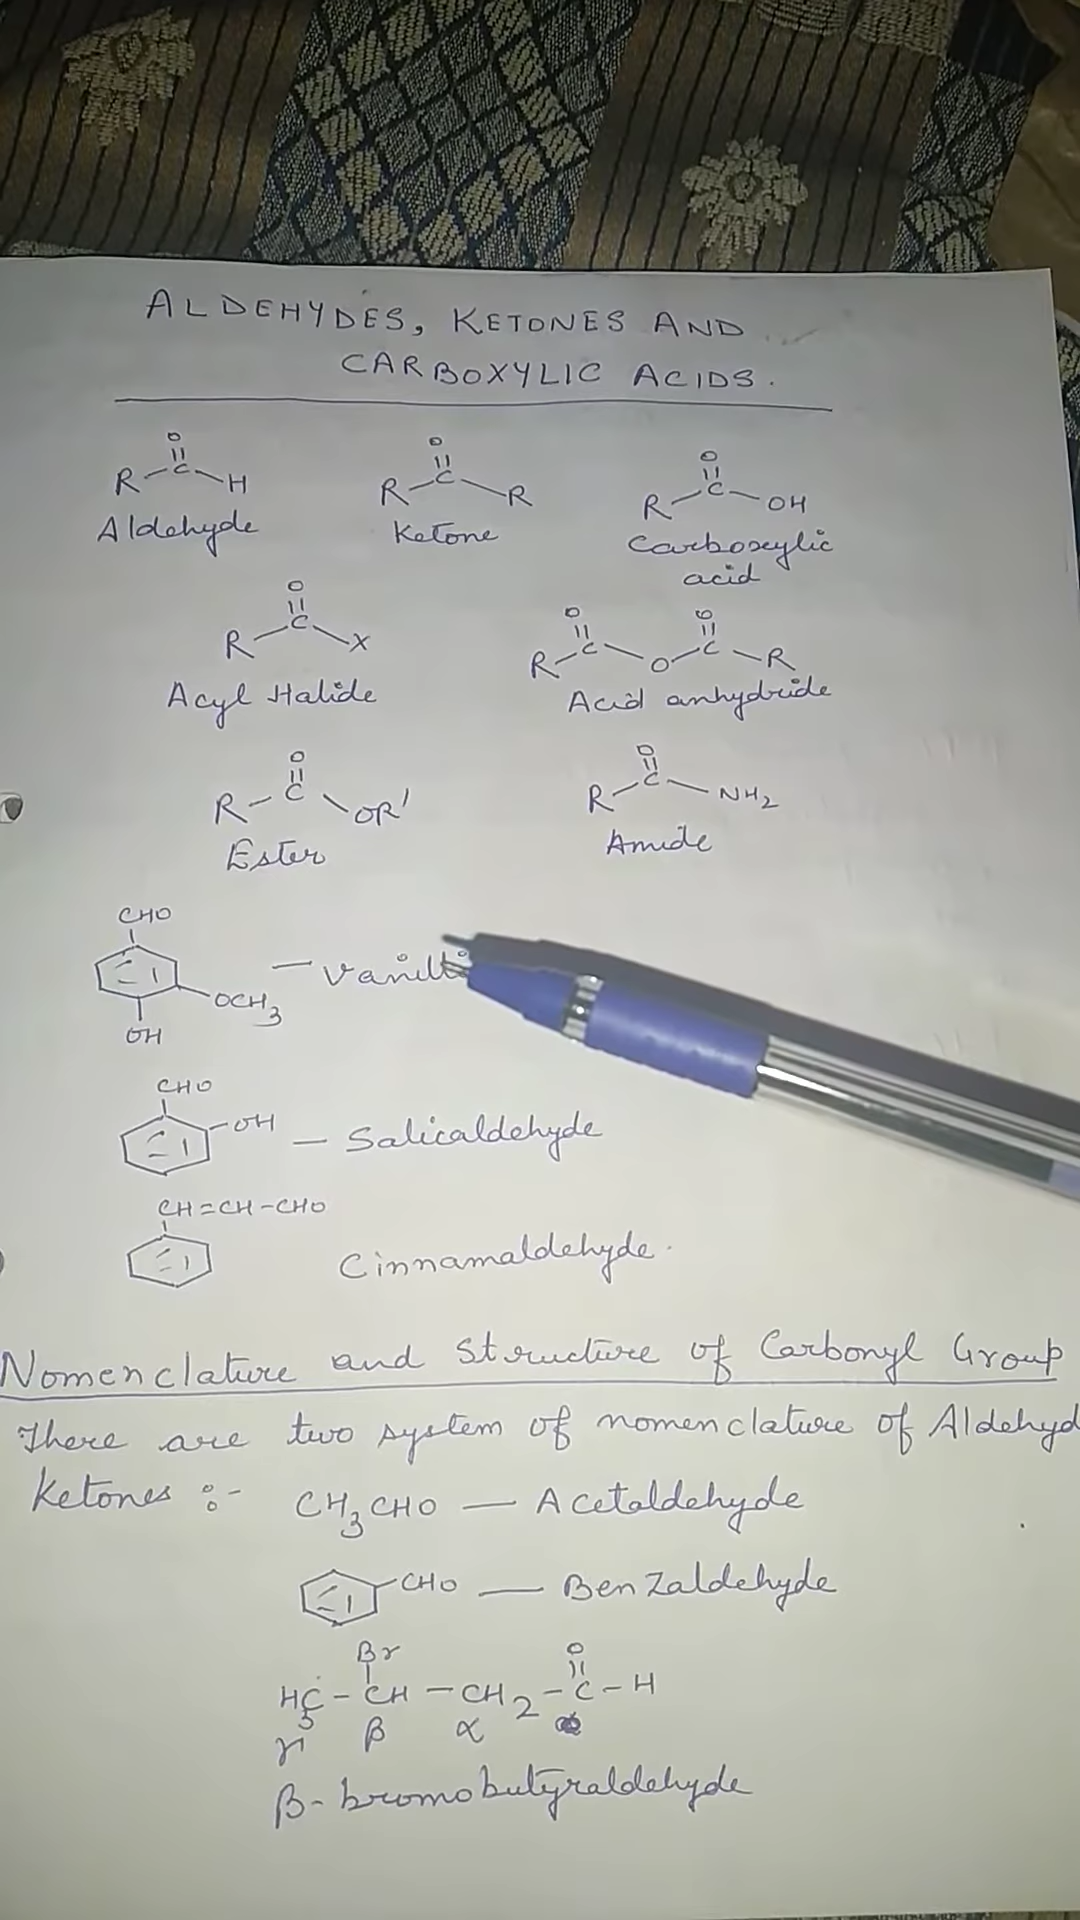 ALDEHYDES, KETONES AND
CARBOXYLIC ACIDS.
O O O
R-C-H R-C-R R-C-OH
Aldehyde Ketone Carboxylic
acid
O O O
R-C-X R-C-O-C-R
Acyl Halide Acid anhydride
O O
R-C-OR' R-C-NH2
Ester Amide
CHO
— Vanilli
OCH3
OH
CHO
OH — Salicaldehyde
CH=CH-CHO
Cinnamaldehyde.
Nomenclature and Structure of Carbonyl Group
There are two system of nomenclature of Aldehyd
Ketones :- CH3CHO — Acetaldehyde
CHO — Benzaldehyde
Br O
H3C-CH-CH2-C-H
γ β α
β-bromobutyraldehyde